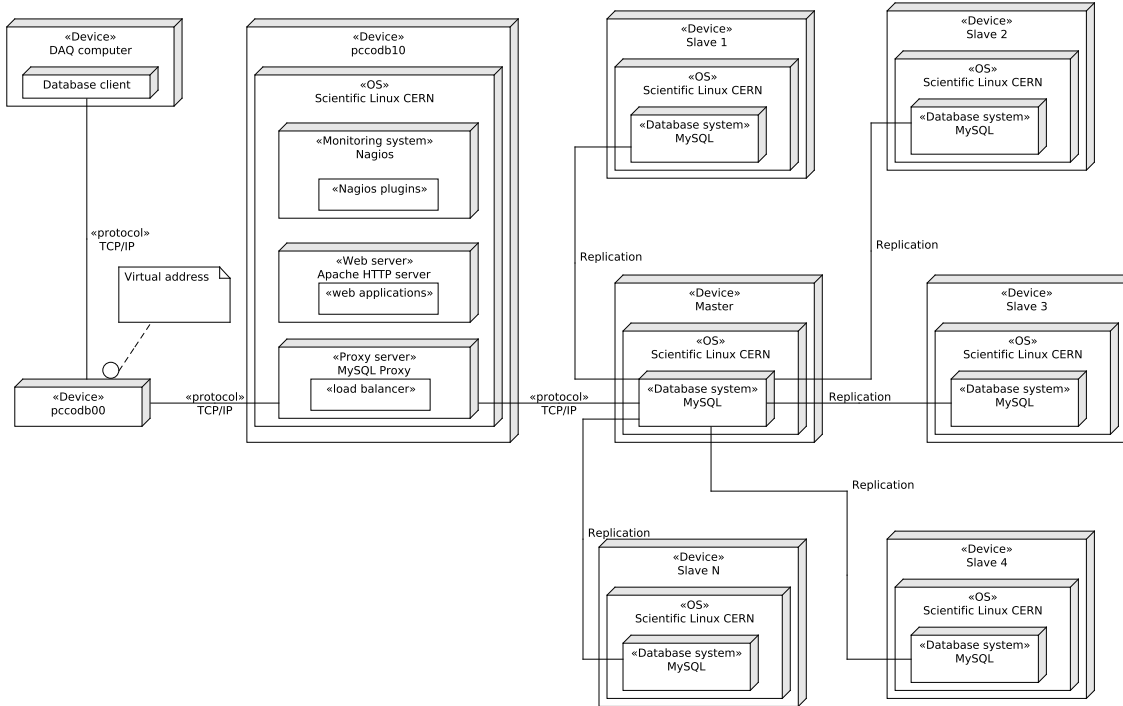 «Device»
DAQ computer
Database client
«protocol»
TCP/IP
Virtual address
«Device»
pccodb00
«protocol»
TCP/IP
«Device»
pccodb10
«OS»
Scientific Linux CERN
«Monitoring system»
Nagios
«Nagios plugins»
«Web server»
Apache HTTP server
«web applications»
«Proxy server»
MySQL Proxy
«load balancer»
«protocol»
TCP/IP
«Device»
Slave 1
«OS»
Scientific Linux CERN
«Database system»
MySQL
Replication
«Device»
Slave 2
«OS»
Scientific Linux CERN
«Database system»
MySQL
Replication
«Device»
Master
«OS»
Scientific Linux CERN
«Database system»
MySQL
Replication
«Device»
Slave 3
«OS»
Scientific Linux CERN
«Database system»
MySQL
Replication
«Device»
Slave N
«OS»
Scientific Linux CERN
«Database system»
MySQL
Replication
«Device»
Slave 4
«OS»
Scientific Linux CERN
«Database system»
MySQL